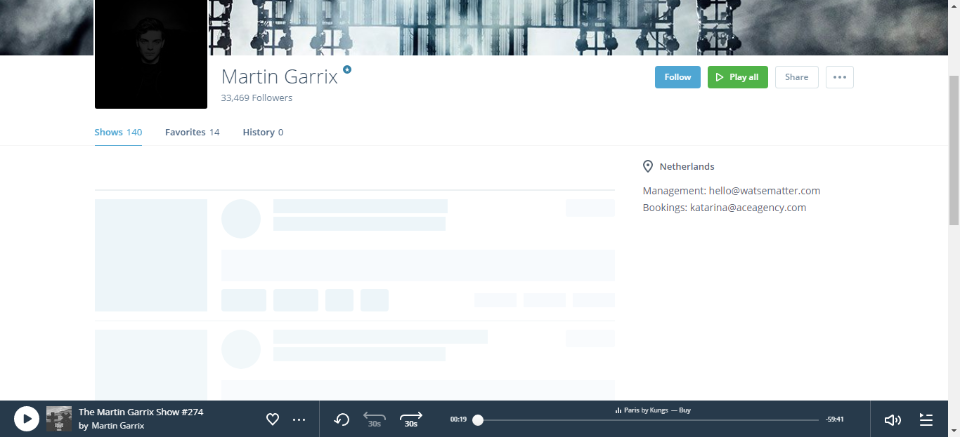 Martin Garrix
33,469 Followers
Follow
Play all
Share
Shows 140
Favorites 14
History 0
Netherlands
Management: hello@watsematter.com
Bookings: katarina@aceagency.com
The Martin Garrix Show #274
by Martin Garrix
30s
30s
00:19
Paris by Kungs — Buy
-59:41